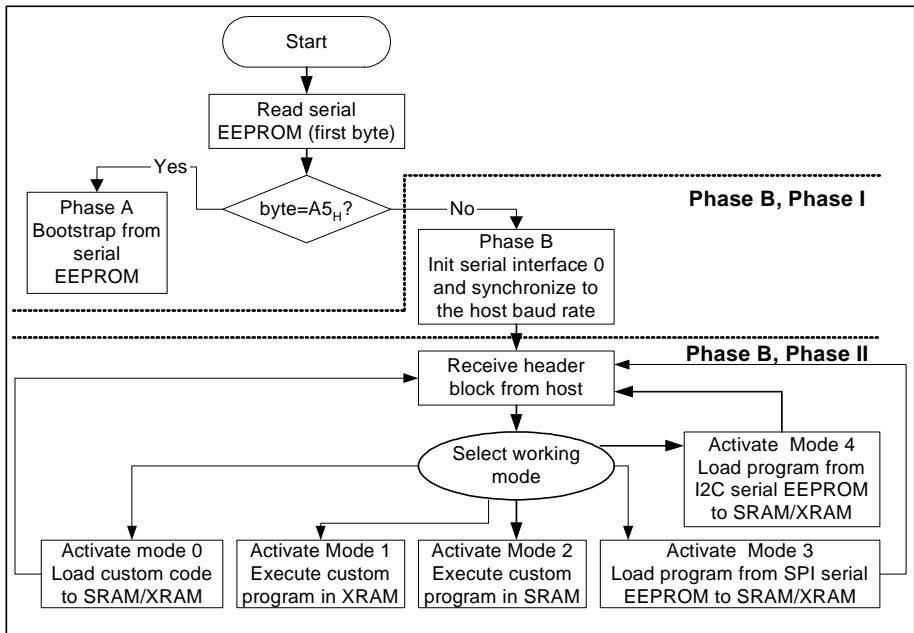 Start
Read serial
EEPROM (first byte)
Yes
byte=A5H?
No
Phase A
Bootstrap from
serial
EEPROM
Phase B, Phase I
Phase B
Init serial interface 0
and synchronize to
the host baud rate
Phase B, Phase II
Receive header
block from host
Select working
mode
Activate Mode 4
Load program from
I2C serial EEPROM
to SRAM/XRAM
Activate mode 0
Load custom code
to SRAM/XRAM
Activate Mode 1
Execute custom
program in XRAM
Activate Mode 2
Execute custom
program in SRAM
Activate Mode 3
Load program from SPI serial
EEPROM to SRAM/XRAM